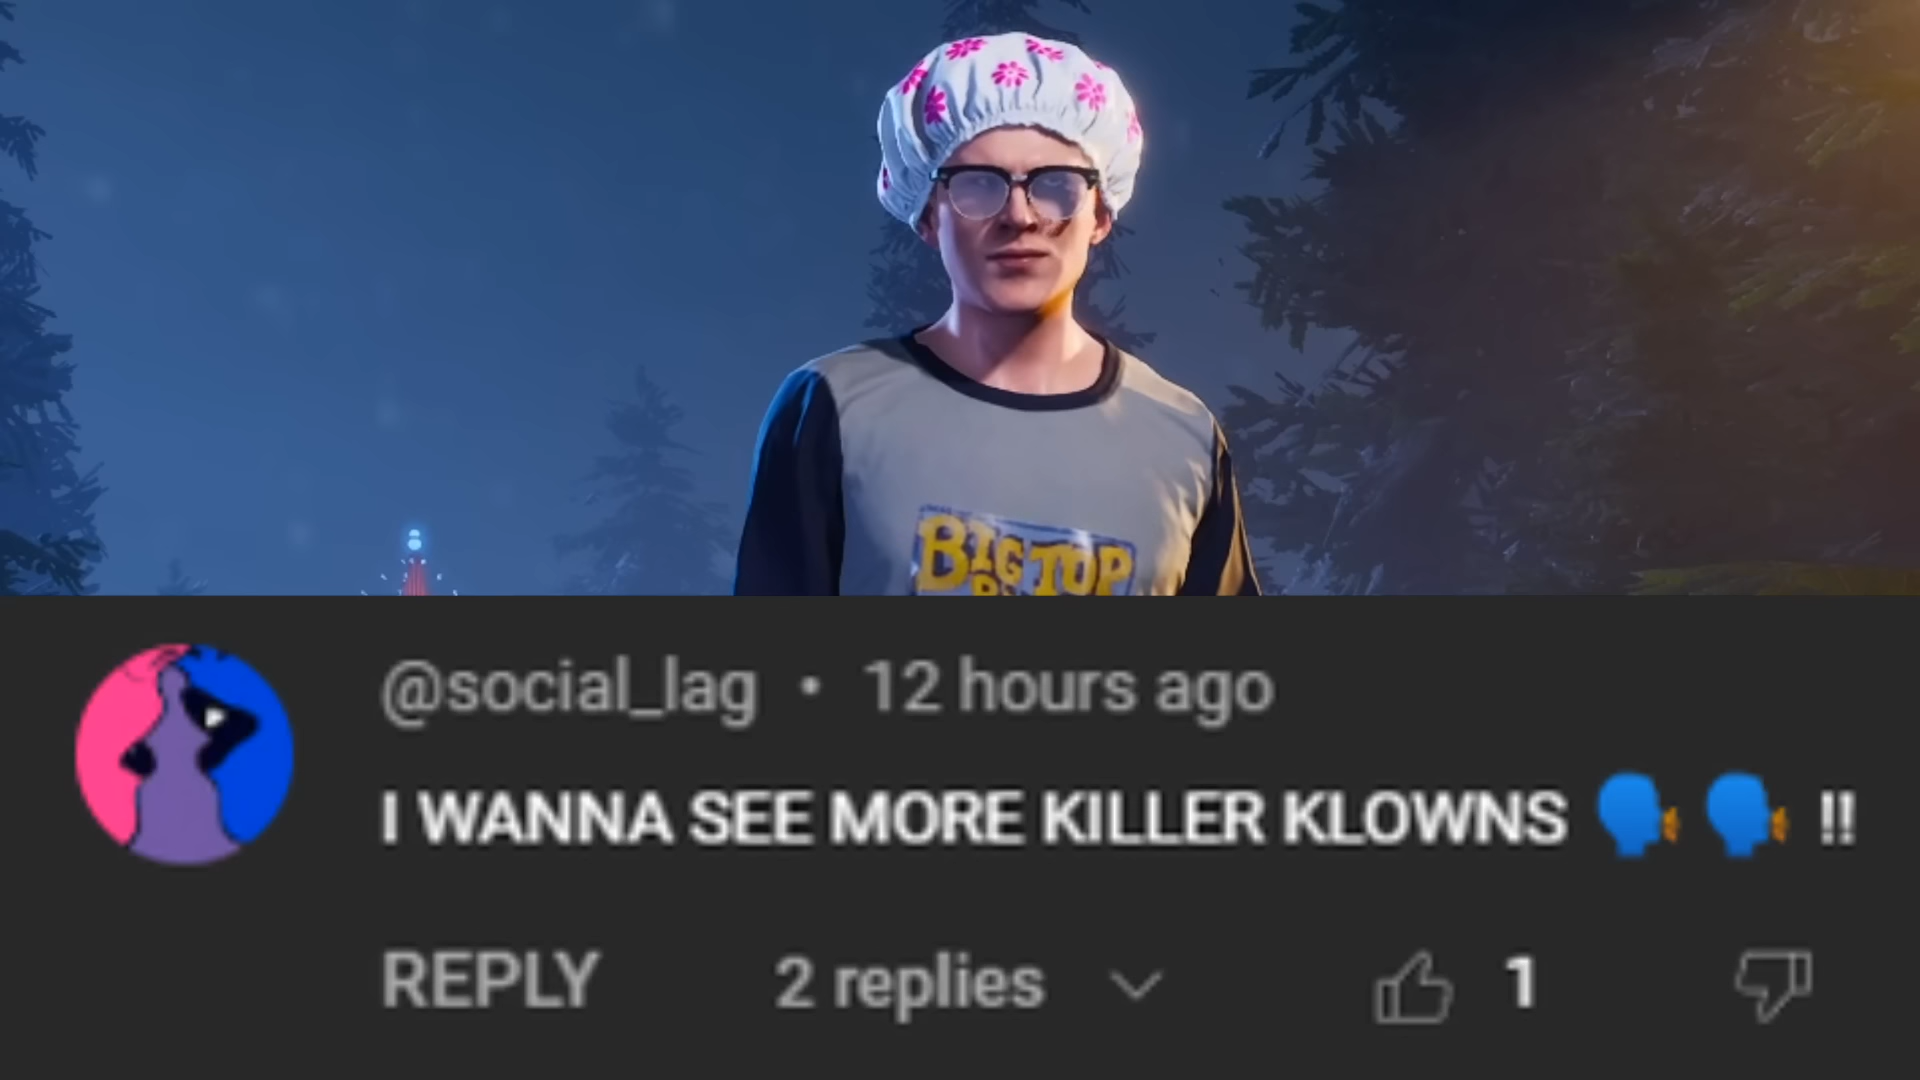 BIG TOP
@social_lag • 12 hours ago
I WANNA SEE MORE KILLER KLOWNS 🗣️ 🗣️ !!
REPLY 2 replies 1